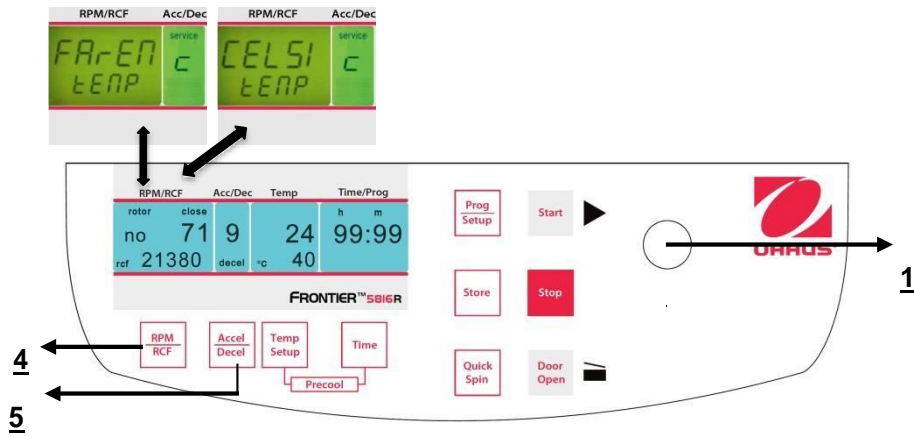 RPM/RCF Acc/Dec
service
FArEN C
tENP
RPM/RCF Acc/Dec
service
CELSI C
tENP
RPM/RCF Acc/Dec Temp Time/Prog
rotor close h m
no 71 9 24 99:99
rcf 21380 decel °C 40
FRONTIER™5816R
RPM
RCF
Accel
Decel
Temp
Setup
Time
Precool
Prog
Setup
Start
Store
Stop
Quick
Spin
Door
Open
OHAUS
1
4
5